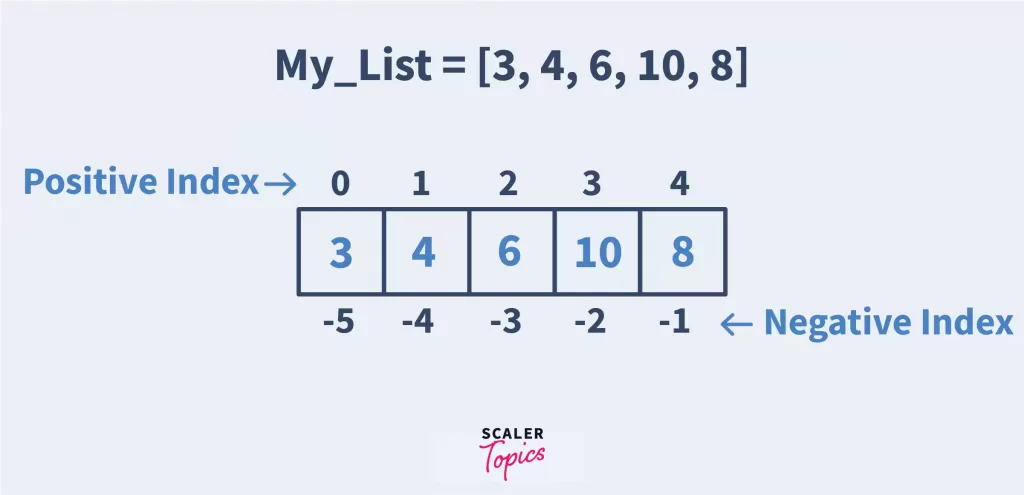 My_List = [3, 4, 6, 10, 8]
Positive Index→ 0 1 2 3 4
3 4 6 10 8
-5 -4 -3 -2 -1 ← Negative Index
SCALER
Topics